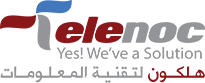 Telenoc
Yes! We've a Solution
هلكون لتقنية المعلومات